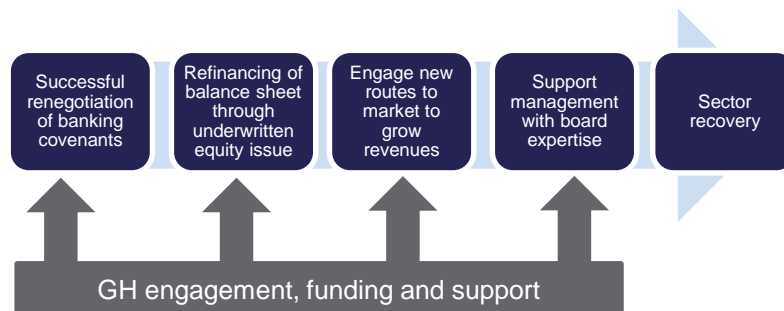 Successful
renegotiation
of banking
covenants
Refinancing of
balance sheet
through
underwritten
equity issue
Engage new
routes to
market to
grow
revenues
Support
management
with board
expertise
Sector
recovery
GH engagement, funding and support